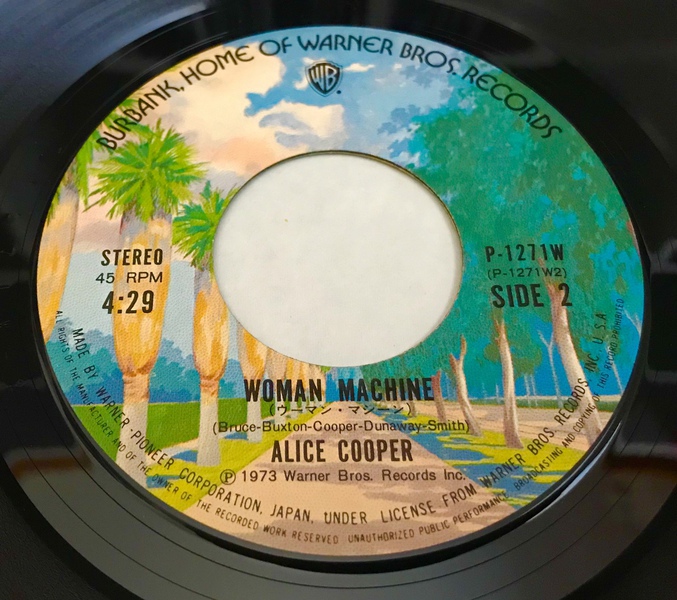 BURBANK, HOME OF WARNER BROS. RECORDS
WB
STEREO
45 RPM
4:29
P-1271W
(P-1271W2)
SIDE 2
WOMAN MACHINE
(ウーマン・マシーン)
(Bruce-Buxton-Cooper-Dunaway-Smith)
ALICE COOPER
Ⓟ 1973 Warner Bros. Records Inc.
MADE BY WARNER-PIONEER CORPORATION, JAPAN, UNDER LICENSE FROM WARNER BROS. RECORDS, INC. U.S.A.
ALL RIGHTS OF THE MANUFACTURER AND OF THE OWNER OF THE RECORDED WORK RESERVED UNAUTHORIZED PUBLIC PERFORMANCE, BROADCASTING AND COPYING OF THIS RECORD PROHIBITED